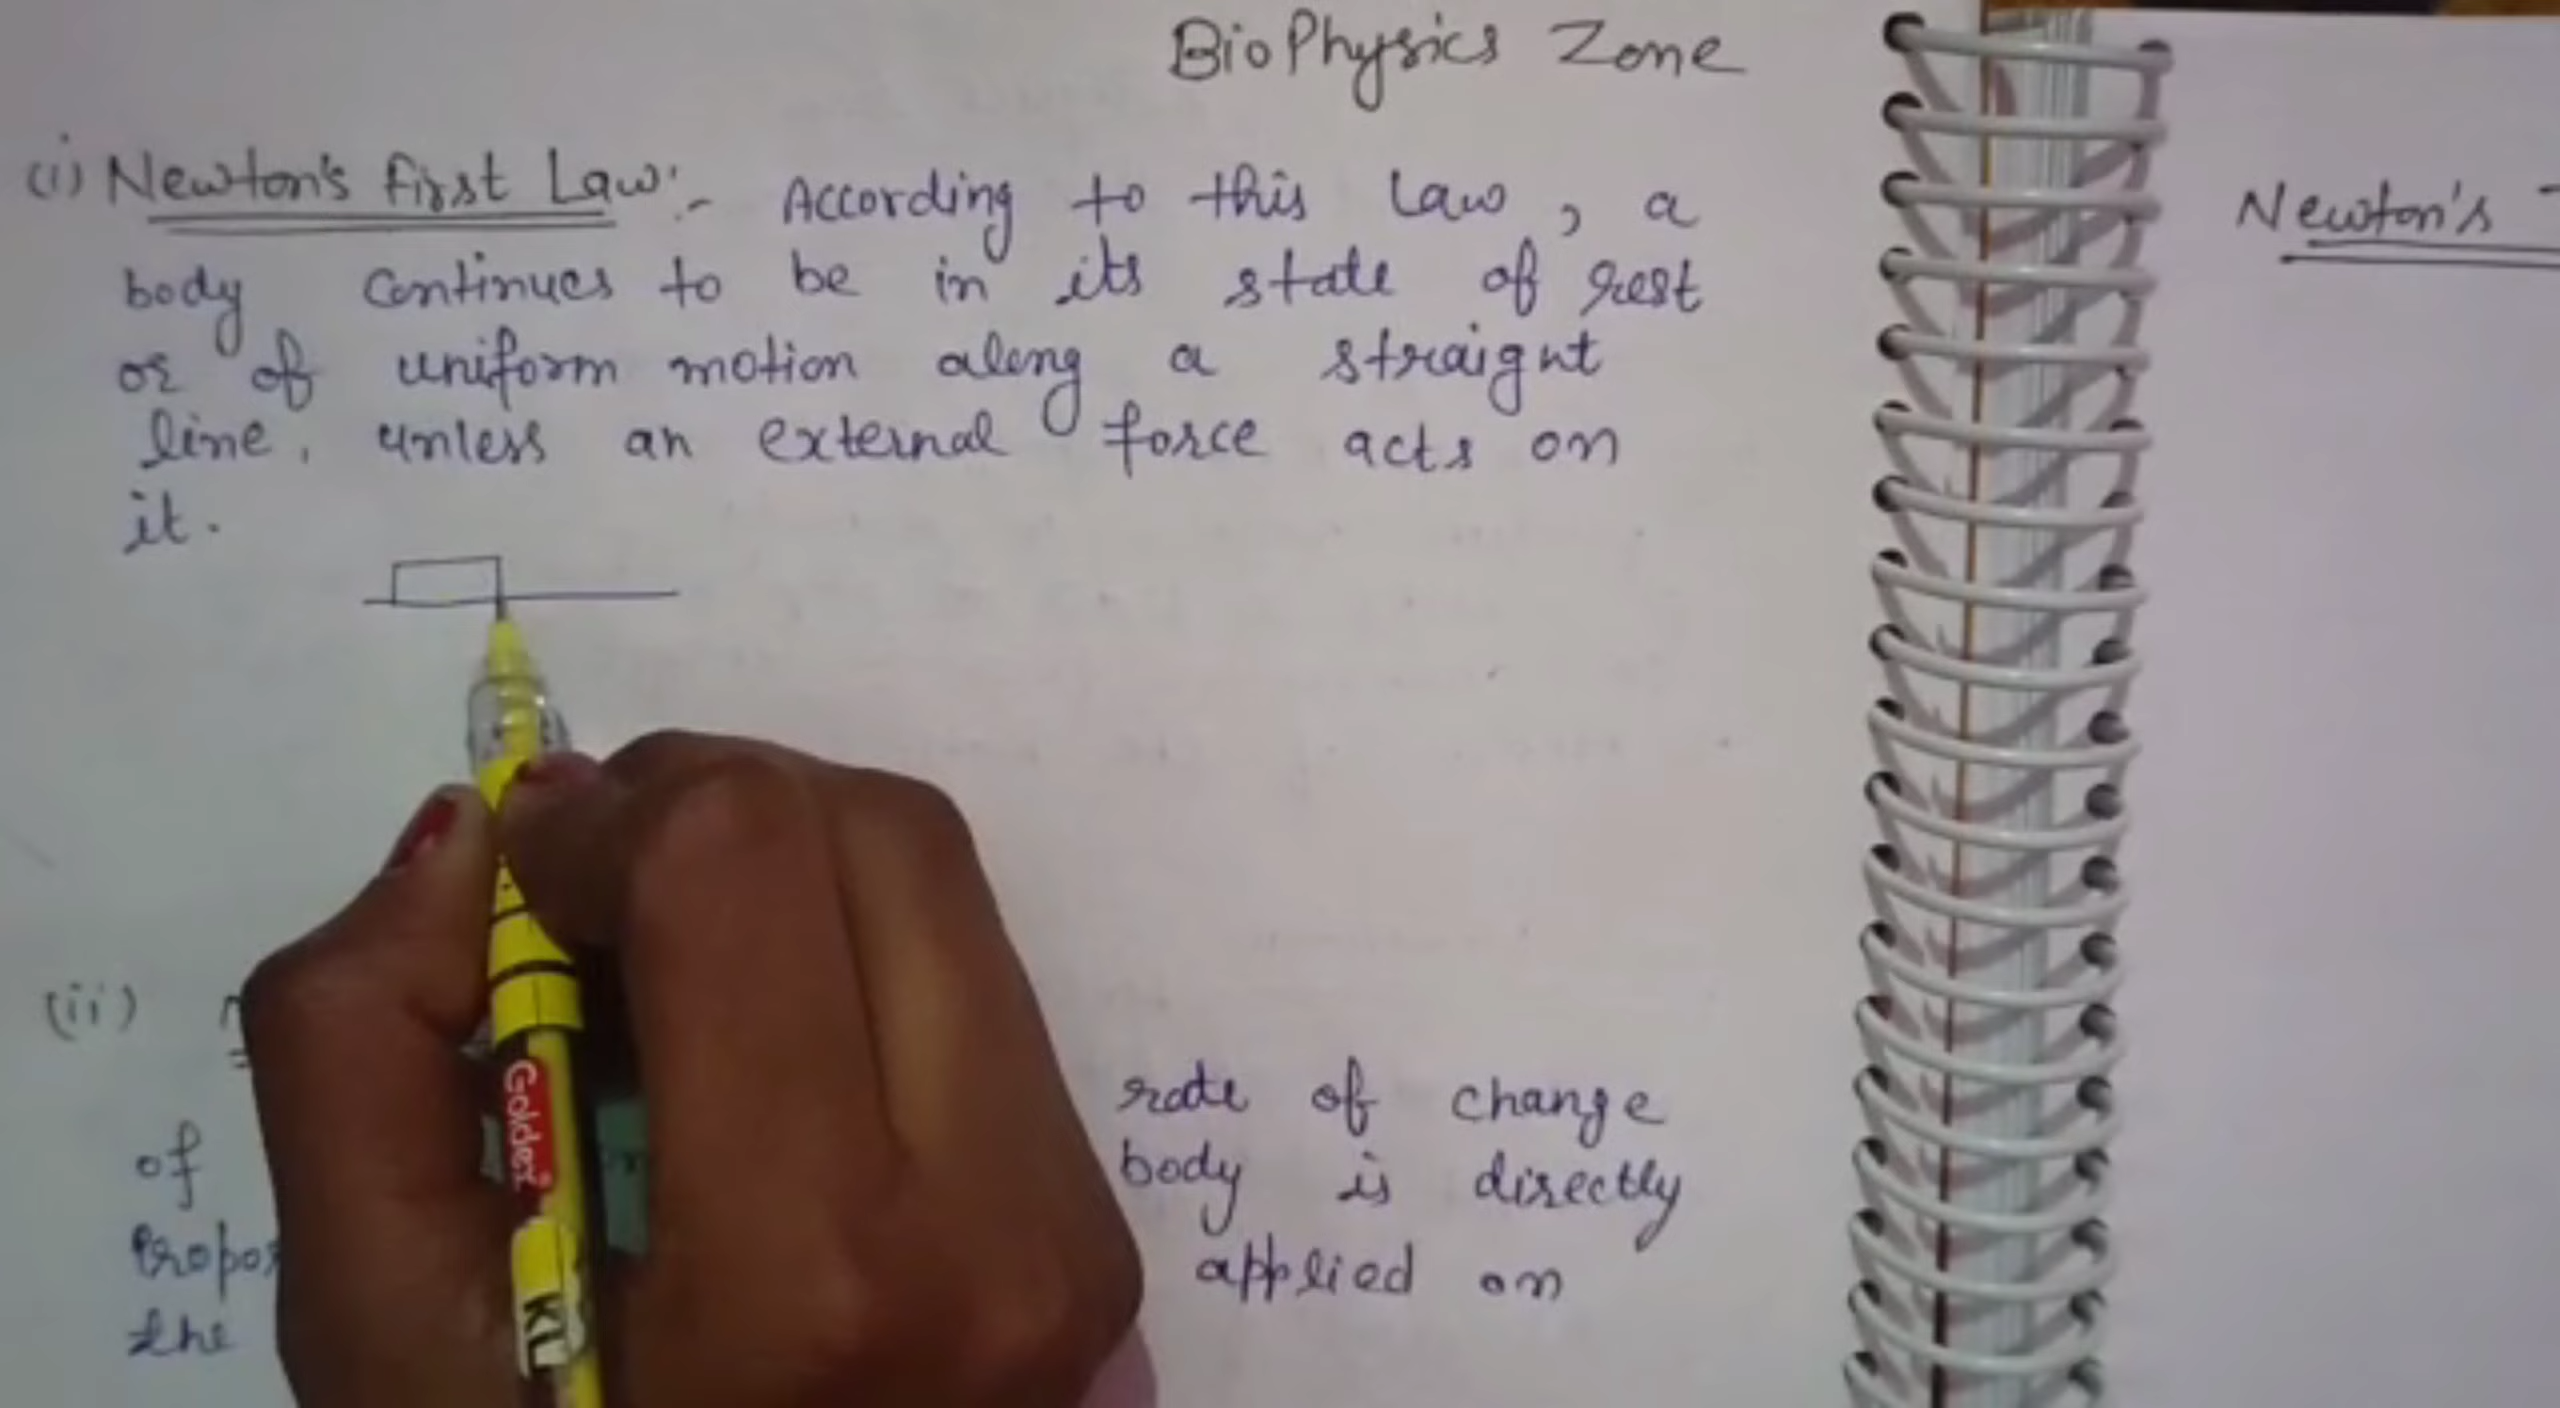 BioPhysics Zone
(i) Newton's First Law:- According to this law, a
body continues to be in its state of rest
or of uniform motion along a straight
line, unless an external force acts on
it.
(ii)
rate of change
of body is directly
applied on
the
Newton's
Golden